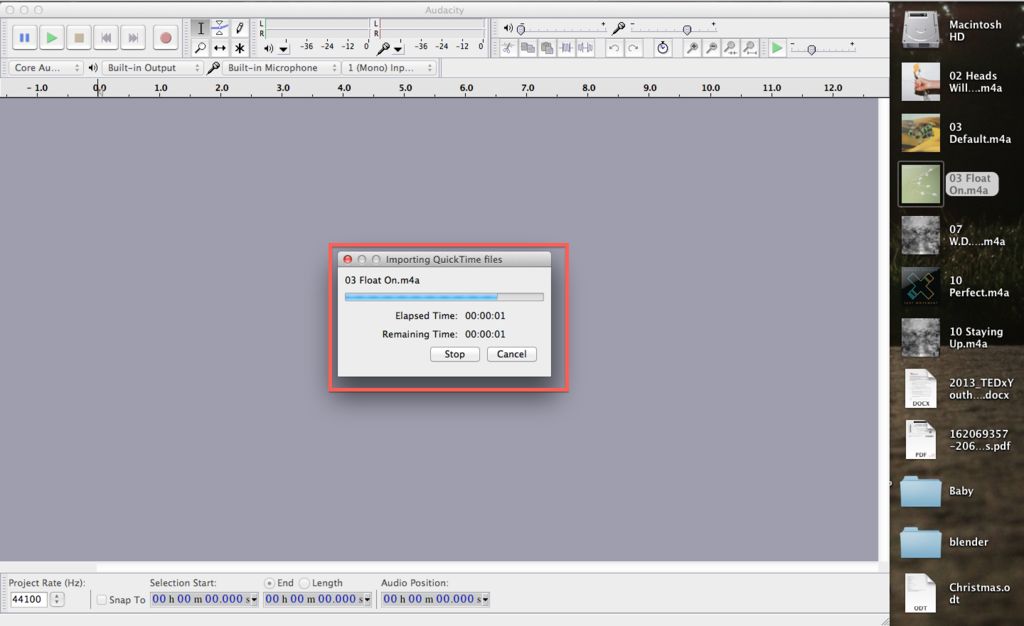 Audacity
L
R
-36 -24 -12 0
L
R
-36 -24 -12 0
- +
- +
- +
Core Au...
Built-in Output
Built-in Microphone
1 (Mono) Inp...
- 1.0 0.0 1.0 2.0 3.0 4.0 5.0 6.0 7.0 8.0 9.0 10.0 11.0 12.0
Importing QuickTime files
03 Float On.m4a
Elapsed Time: 00:00:01
Remaining Time: 00:00:01
Stop Cancel
Project Rate (Hz):
44100
Snap To
Selection Start:
00 h 00 m 00.000 s
End Length
00 h 00 m 00.000 s
Audio Position:
00 h 00 m 00.000 s
Macintosh
HD
02 Heads
Will....m4a
03
Default.m4a
03 Float
On.m4a
07
W.D.....m4a
10
Perfect.m4a
10 Staying
Up.m4a
DOCX
2013_TEDxY
outh....docx
PDF
162069357
-206...s.pdf
Baby
blender
ODT
Christmas.o
dt